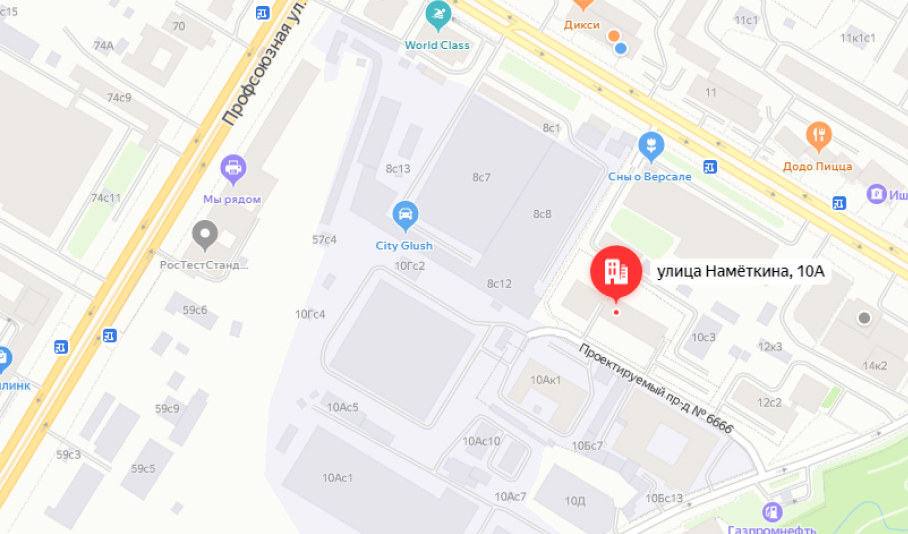 70
Профсоюзная ул.
World Class
Дикси
11с1
11к1с1
74А
74с9
11
8с1
Додо Пицца
8с13
8с7
Сны о Версале
Мы рядом
74с11
8с8
City Glush
57с4
РосТестСтанд...
10Гс2
8с12
улица Намёткина, 10А
59с6
10Гс4
Проектируемый пр-д № 6666
10с3
12к3
14к2
10Ак1
линк
12с2
59с9
10Ас5
10Ас10
10Бс7
59с3
59с5
10Ас1
10Ас7
10Д
10Бс13
Газпромнефть